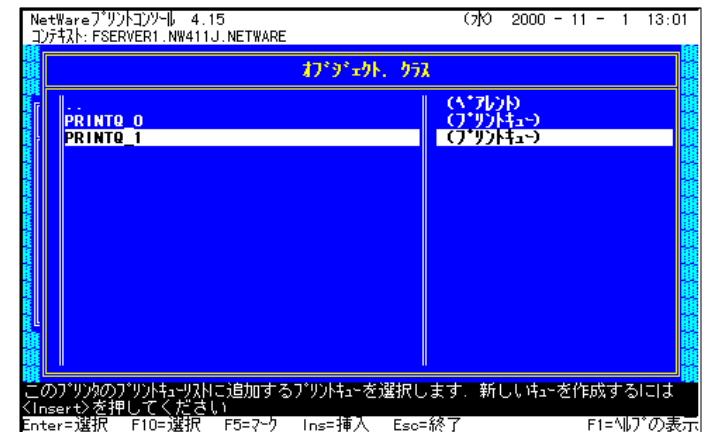 NetWareﾌﾟﾘﾝﾄｺﾝｿｰﾙ 4.15 (水) 2000 - 11 - 1 13:01
ｺﾝﾃｷｽﾄ: FSERVER1.NW411J.NETWARE
ｵﾌﾞｼﾞｪｸﾄ. ｸﾗｽ
.. (ﾍﾟｱﾚﾝﾄ)
PRINTQ_0 (ﾌﾟﾘﾝﾄｷｭｰ)
PRINTQ_1 (ﾌﾟﾘﾝﾄｷｭｰ)
このﾌﾟﾘﾝﾀのﾌﾟﾘﾝﾄｷｭｰﾘｽﾄに追加するﾌﾟﾘﾝﾄｷｭｰを選択します. 新しいｷｭｰを作成するには
<Insert>を押してください
Enter=選択 F10=選択 F5=ﾏｰｸ Ins=挿入 Esc=終了 F1=ﾍﾙﾌﾟの表示